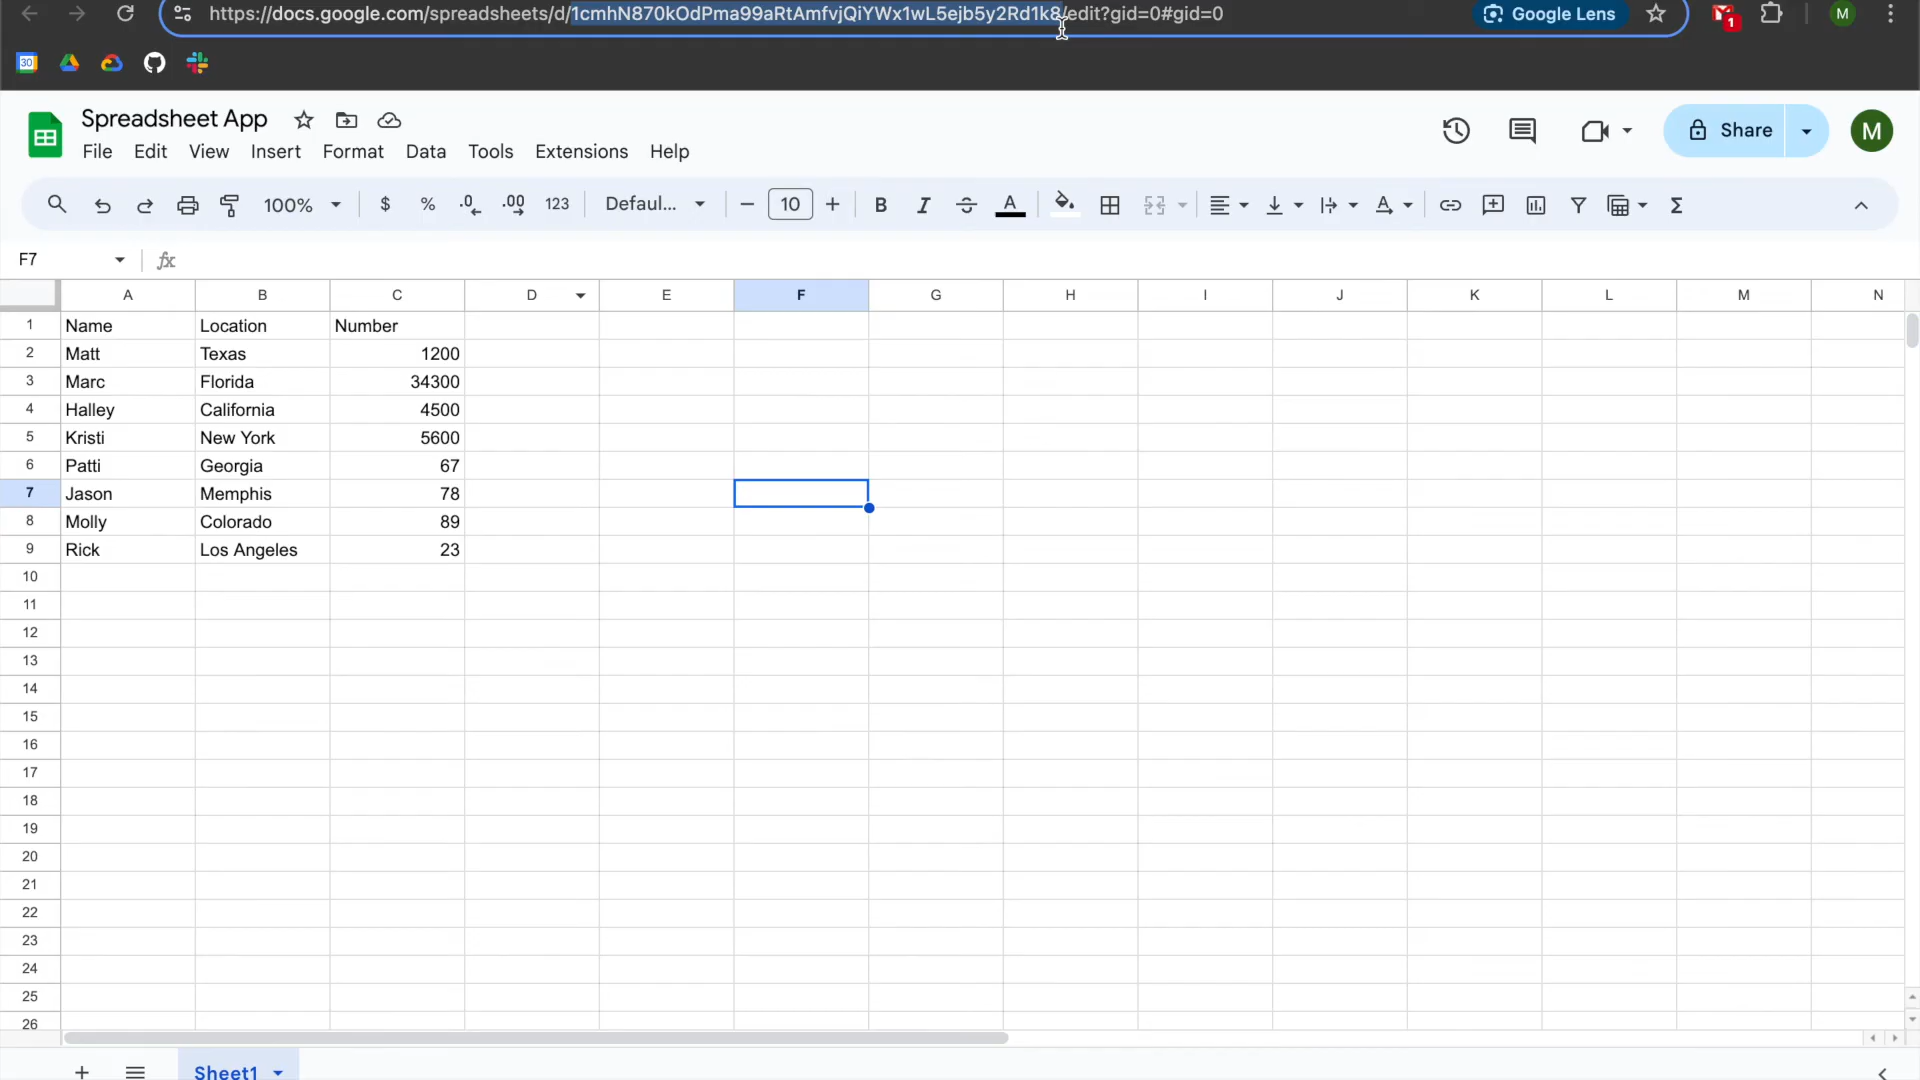 https://docs.google.com/spreadsheets/d/1cmhN870kOdPma99aRtAmfvjQiYWx1wL5ejb5y2Rd1k8/edit?gid=0#gid=0
Google Lens
1
M
30
Spreadsheet App
File Edit View Insert Format Data Tools Extensions Help
Share
M
100% $ % .0 .00 123 Defaul... 10 B I A A Σ
F7 fx
A B C D E F G H I J K L M N
1 Name Location Number
2 Matt Texas 1200
3 Marc Florida 34300
4 Halley California 4500
5 Kristi New York 5600
6 Patti Georgia 67
7 Jason Memphis 78
8 Molly Colorado 89
9 Rick Los Angeles 23
10
11
12
13
14
15
16
17
18
19
20
21
22
23
24
25
26
Sheet1